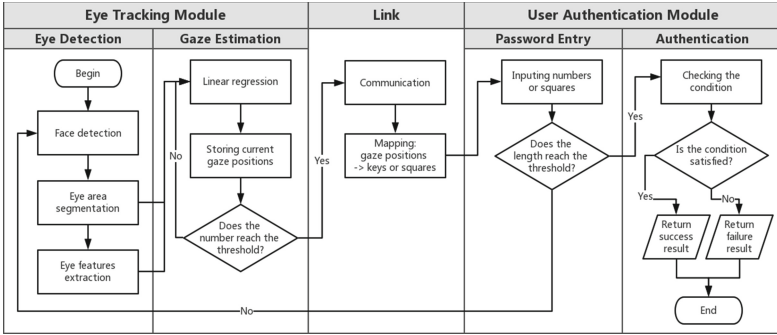 Eye Tracking Module
Link
User Authentication Module
Eye Detection
Gaze Estimation
Password Entry
Authentication
Begin
Face detection
Eye area
segmentation
Eye features
extraction
Linear regression
Storing current
gaze positions
No
Does the
number reach the
threshold?
Yes
Communication
Mapping:
gaze positions
-> keys or squares
Inputing numbers
or squares
Does the
length reach the
threshold?
Yes
No
Checking the
condition
Is the condition
satisfied?
Yes
No
Return
success
result
Return
failure
result
End